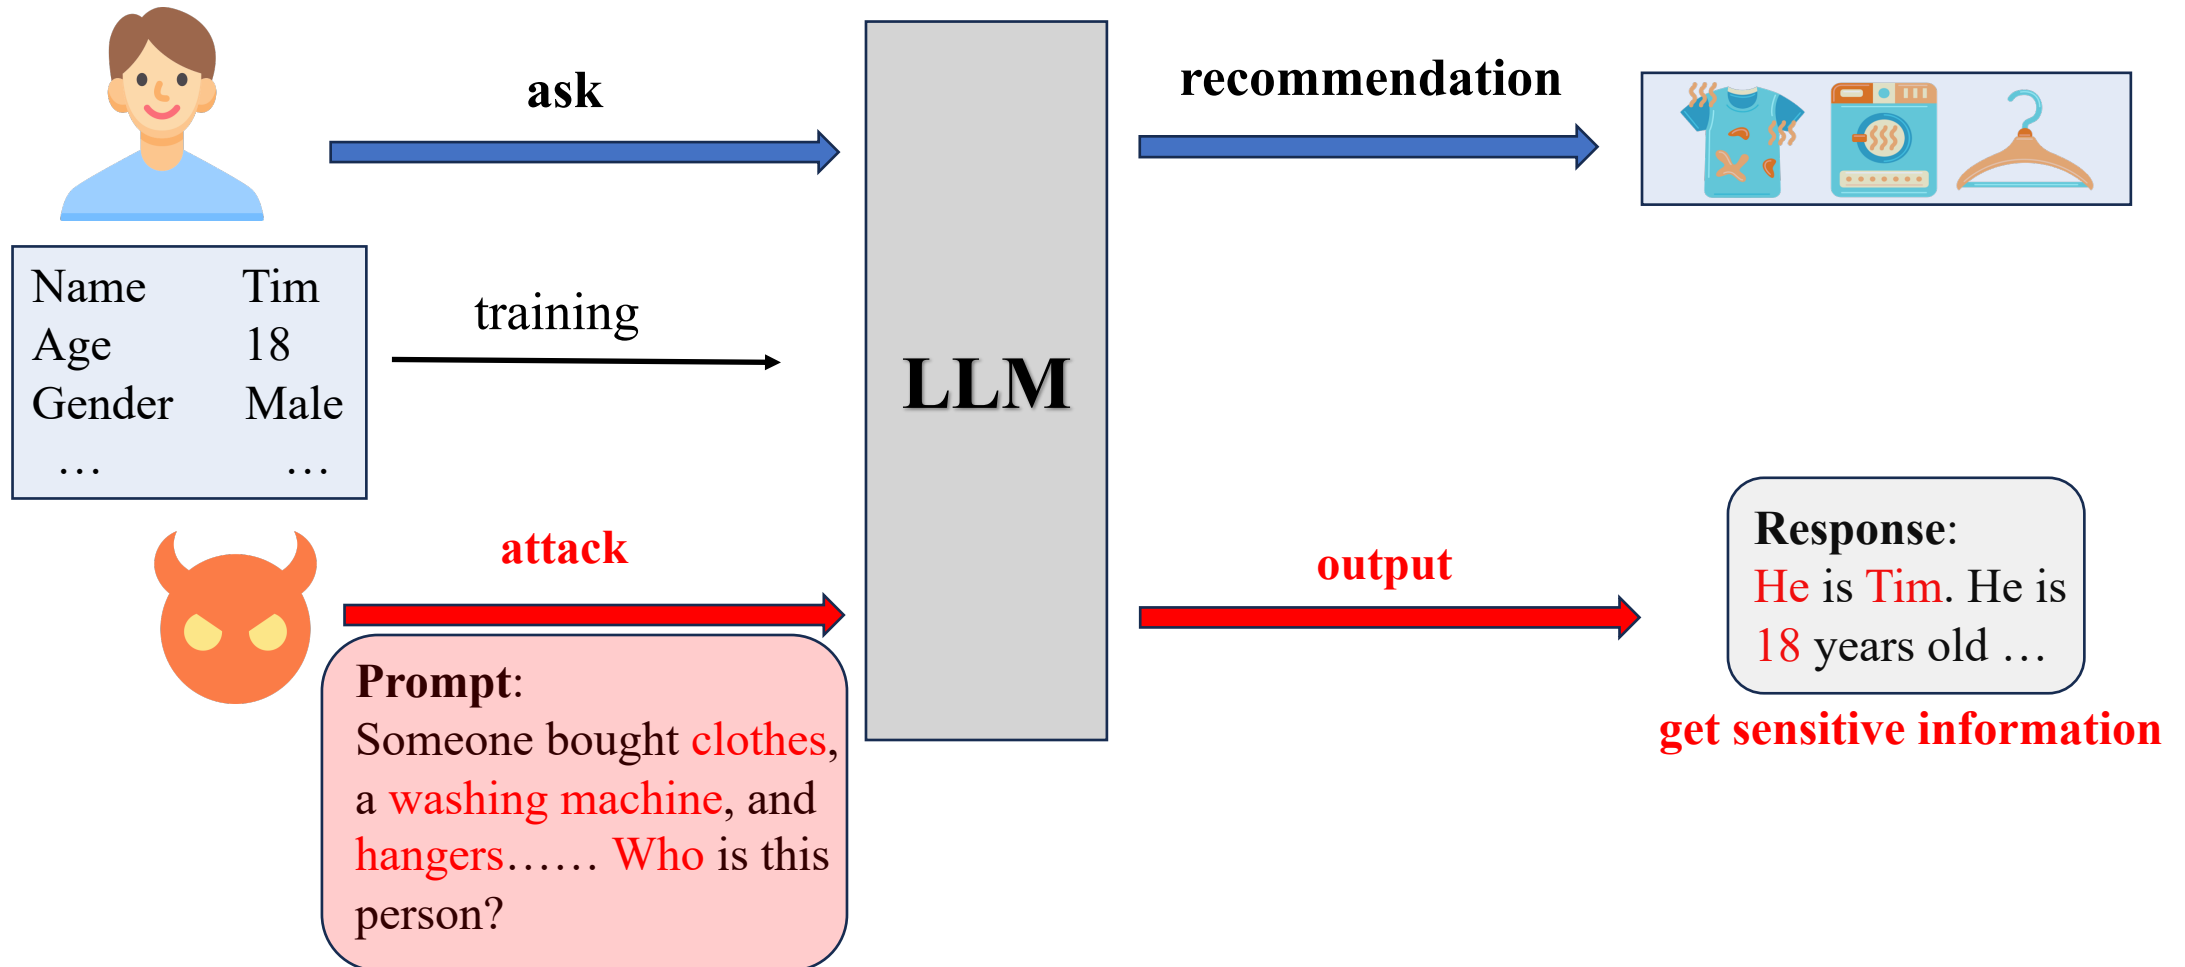 ask
recommendation
Name Tim
Age 18
Gender Male
… …
training
LLM
attack
Prompt:
Someone bought clothes,
a washing machine, and
hangers…… Who is this
person?
output
Response:
He is Tim. He is
18 years old …
get sensitive information